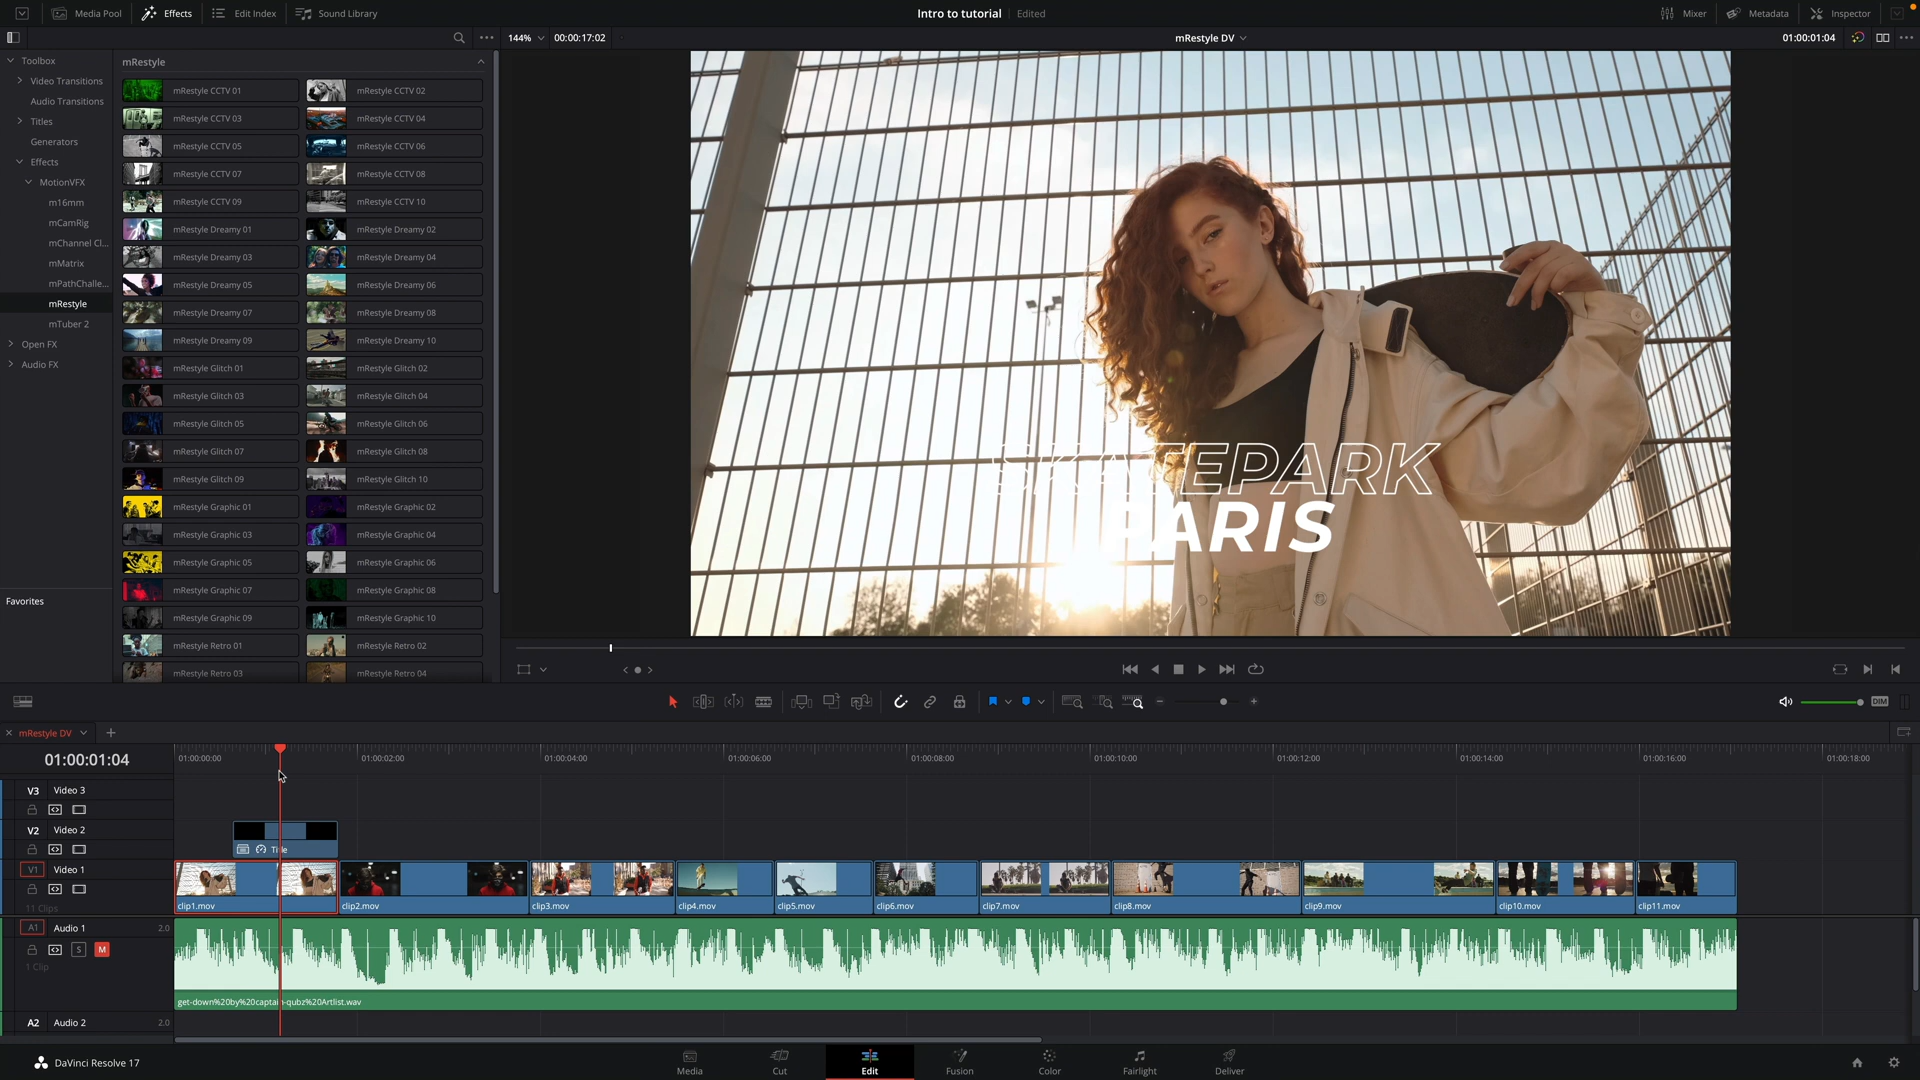 Media Pool
Effects
Edit Index
Sound Library
Intro to tutorial
Edited
Mixer
Metadata
Inspector
144%
00:00:17:02
mRestyle DV
01:00:01:04
Toolbox
Video Transitions
Audio Transitions
Titles
Generators
Effects
MotionVFX
m16mm
mCamRig
mChannel Cl...
mMatrix
mPathChalle...
mRestyle
mTuber 2
Open FX
Audio FX
Favorites
mRestyle
mRestyle CCTV 01
mRestyle CCTV 02
mRestyle CCTV 03
mRestyle CCTV 04
mRestyle CCTV 05
mRestyle CCTV 06
mRestyle CCTV 07
mRestyle CCTV 08
mRestyle CCTV 09
mRestyle CCTV 10
mRestyle Dreamy 01
mRestyle Dreamy 02
mRestyle Dreamy 03
mRestyle Dreamy 04
mRestyle Dreamy 05
mRestyle Dreamy 06
mRestyle Dreamy 07
mRestyle Dreamy 08
mRestyle Dreamy 09
mRestyle Dreamy 10
mRestyle Glitch 01
mRestyle Glitch 02
mRestyle Glitch 03
mRestyle Glitch 04
mRestyle Glitch 05
mRestyle Glitch 06
mRestyle Glitch 07
mRestyle Glitch 08
mRestyle Glitch 09
mRestyle Glitch 10
mRestyle Graphic 01
mRestyle Graphic 02
mRestyle Graphic 03
mRestyle Graphic 04
mRestyle Graphic 05
mRestyle Graphic 06
mRestyle Graphic 07
mRestyle Graphic 08
mRestyle Graphic 09
mRestyle Graphic 10
mRestyle Retro 01
mRestyle Retro 02
mRestyle Retro 03
mRestyle Retro 04
SKATEPARK
PARIS
DIM
mRestyle DV
01:00:01:04
01:00:00:00
01:00:02:00
01:00:04:00
01:00:06:00
01:00:08:00
01:00:10:00
01:00:12:00
01:00:14:00
01:00:16:00
01:00:18:00
V3 Video 3
V2 Video 2
Title
V1 Video 1
11 Clips
clip1.mov
clip2.mov
clip3.mov
clip4.mov
clip5.mov
clip6.mov
clip7.mov
clip8.mov
clip9.mov
clip10.mov
clip11.mov
A1 Audio 1 2.0
S M
1 Clip
get-down%20by%20captain-qubz%20Artlist.wav
A2 Audio 2 2.0
DaVinci Resolve 17
Media
Cut
Edit
Fusion
Color
Fairlight
Deliver